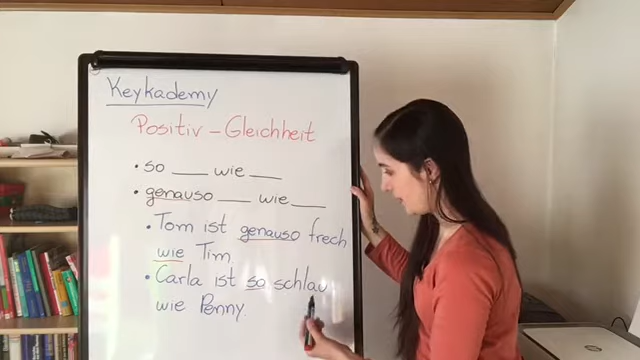 Keykademy
Positiv - Gleichheit
• so ___ wie ___
• genauso ___ wie ___
• Tom ist genauso frech
wie Tim.
• Carla ist so schlau
wie Penny.